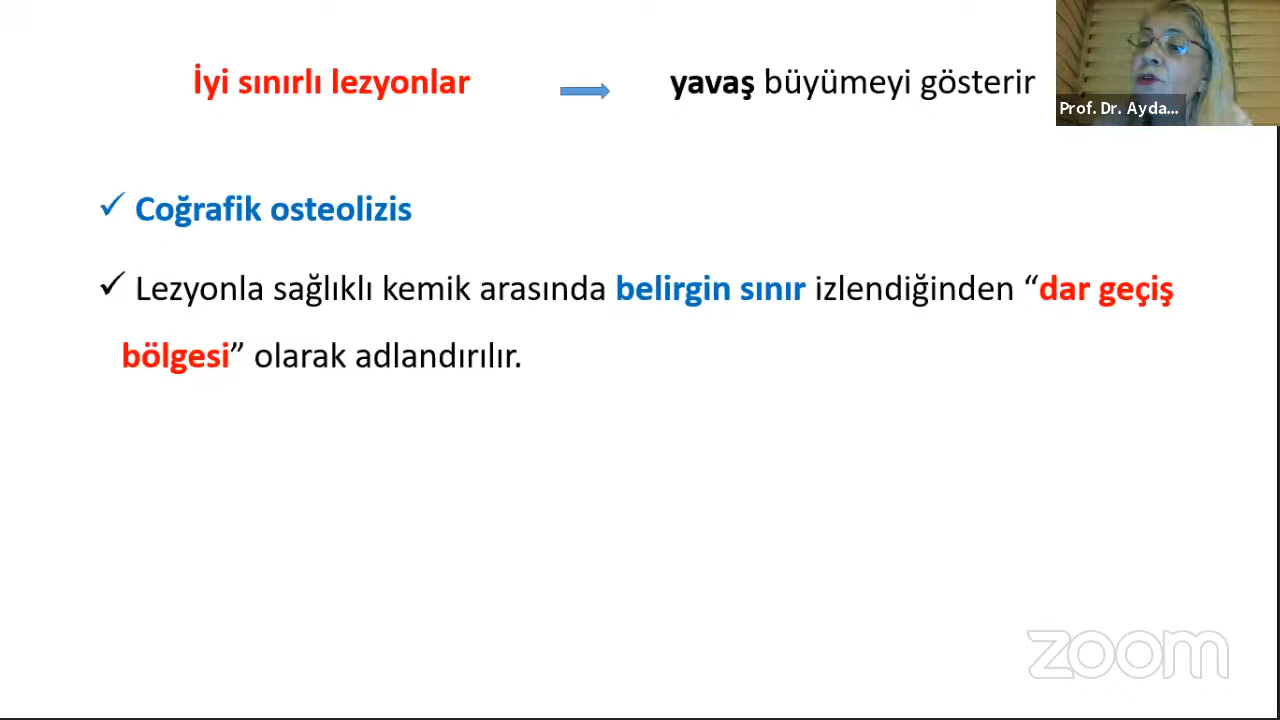 İyi sınırlı lezyonlar yavaş büyümeyi gösterir
Prof. Dr. Ayda...
✓ Coğrafik osteolizis
✓ Lezyonla sağlıklı kemik arasında belirgin sınır izlendiğinden “dar geçiş
bölgesi” olarak adlandırılır.
zoom